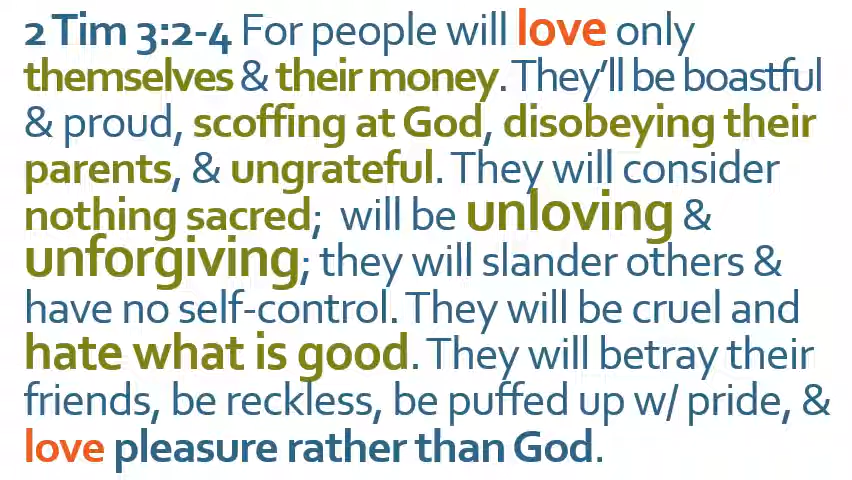 2 Tim 3:2-4 For people will love only
themselves & their money. They’ll be boastful
& proud, scoffing at God, disobeying their
parents, & ungrateful. They will consider
nothing sacred;  will be unloving &
unforgiving; they will slander others &
have no self-control. They will be cruel and
hate what is good. They will betray their
friends, be reckless, be puffed up w/ pride, &
love pleasure rather than God.